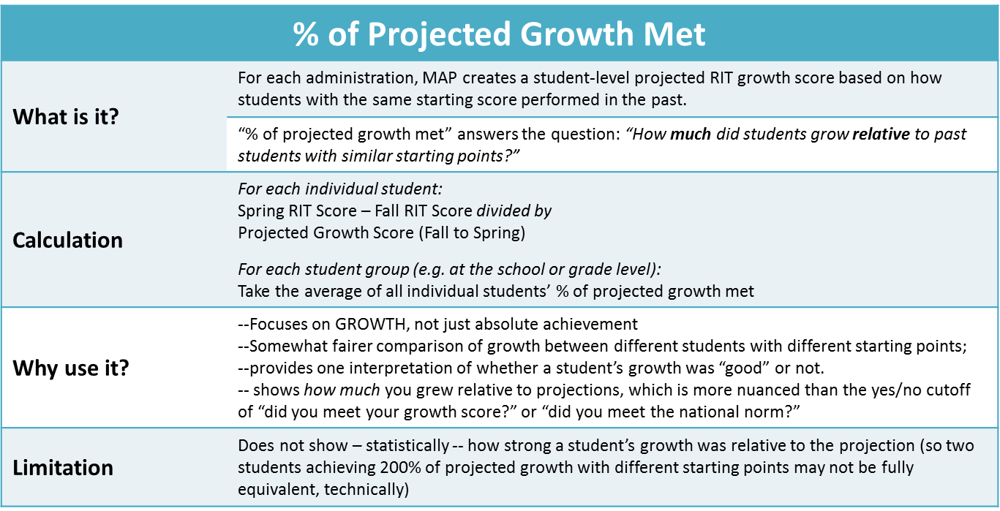 % of Projected Growth Met
What is it?
For each administration, MAP creates a student-level projected RIT growth score based on how
students with the same starting score performed in the past.
“% of projected growth met” answers the question: “How much did students grow relative to past
students with similar starting points?”
Calculation
For each individual student:
Spring RIT Score – Fall RIT Score divided by
Projected Growth Score (Fall to Spring)
For each student group (e.g. at the school or grade level):
Take the average of all individual students’ % of projected growth met
Why use it?
--Focuses on GROWTH, not just absolute achievement
--Somewhat fairer comparison of growth between different students with different starting points;
--provides one interpretation of whether a student’s growth was “good” or not.
-- shows how much you grew relative to projections, which is more nuanced than the yes/no cutoff
of “did you meet your growth score?” or “did you meet the national norm?”
Limitation
Does not show – statistically -- how strong a student’s growth was relative to the projection (so two
students achieving 200% of projected growth with different starting points may not be fully
equivalent, technically)